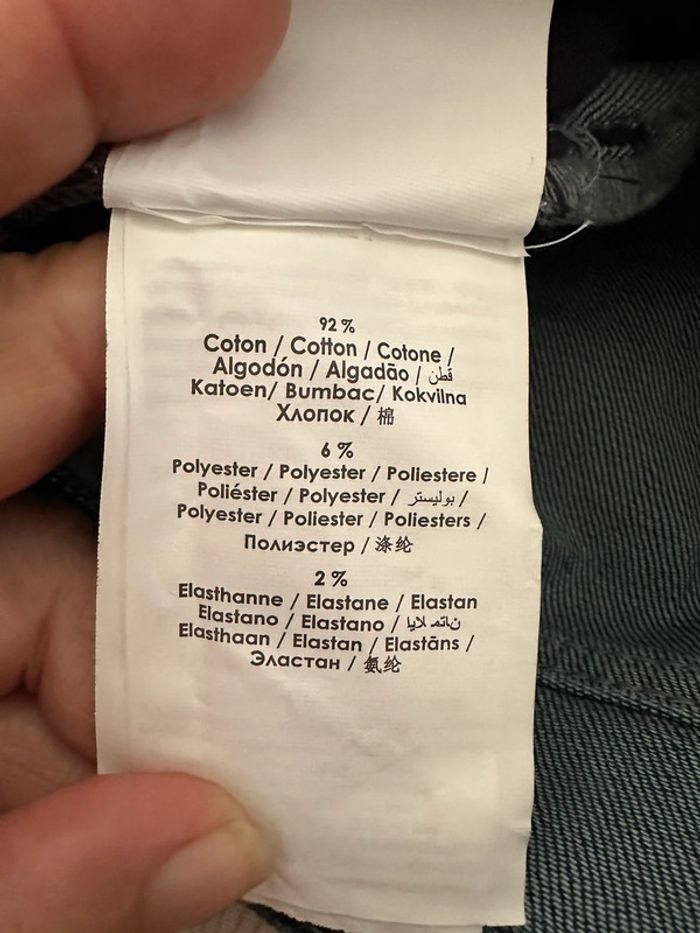 92 %
Coton / Cotton / Cotone /
Algodón / Algadão / قطن
Katoen/ Bumbac/ Kokvilna
Хлопок / 棉
6 %
Polyester / Polyester / Poliestere /
Poliéster / Polyester / بوليستر /
Polyester / Poliester / Poliesters /
Полиэстер / 涤纶
2 %
Elasthanne / Elastane / Elastan
Elastano / Elastano /
Elasthaan / Elastan / Elastāns /
Эластан / 氨纶